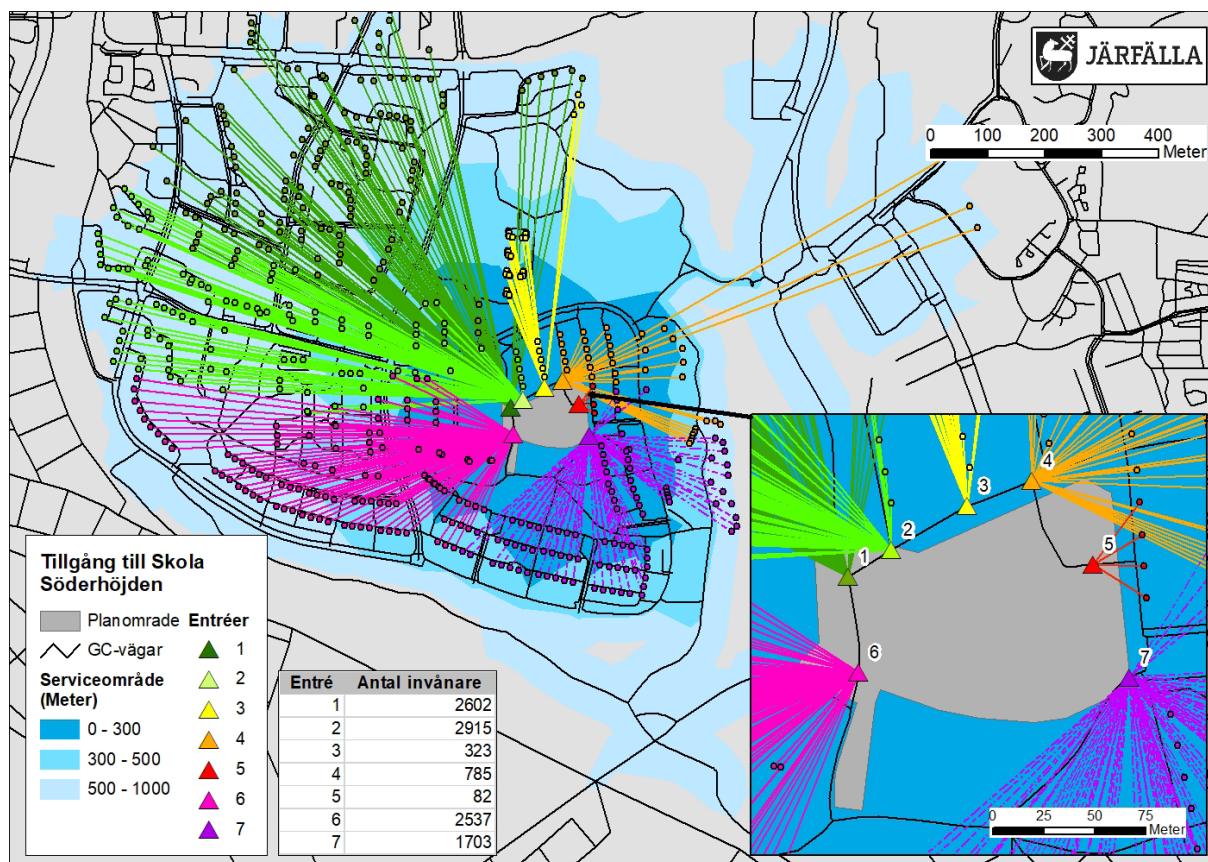 JÄRFÄLLA
0 100 200 300 400
Meter
Tillgång till Skola
Söderhöjden
Planområde
GC-vägar
Serviceområde
(Meter)
0 - 300
300 - 500
500 - 1000
Entréer
1
2
3
4
5
6
7
Entré Antal invånare
1 2602
2 2915
3 323
4 785
5 82
6 2537
7 1703
1
2
3
4
5
6
7
0 25 50 75
Meter